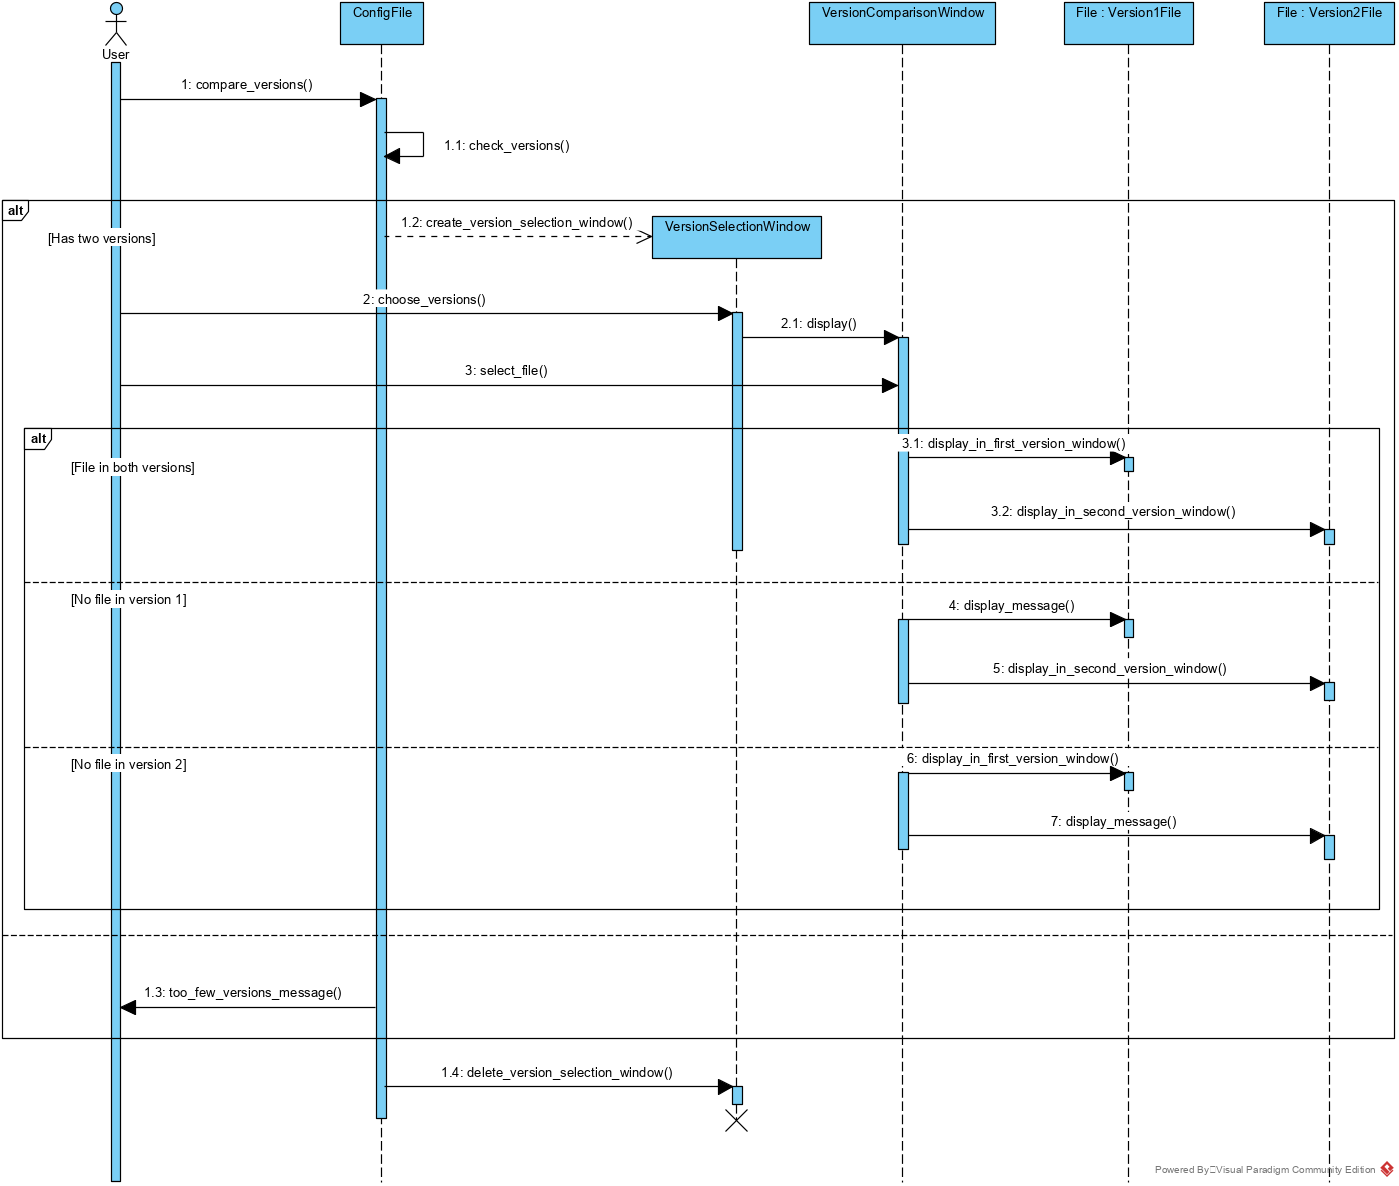 ConfigFile
VersionComparisonWindow
File : Version1File
File : Version2File
User
1: compare_versions()
1.1: check_versions()
alt
[Has two versions]
1.2: create_version_selection_window()
VersionSelectionWindow
2: choose_versions()
2.1: display()
3: select_file()
alt
[File in both versions]
3.1: display_in_first_version_window()
3.2: display_in_second_version_window()
[No file in version 1]
4: display_message()
5: display_in_second_version_window()
[No file in version 2]
6: display_in_first_version_window()
7: display_message()
1.3: too_few_versions_message()
1.4: delete_version_selection_window()
Powered By Visual Paradigm Community Edition